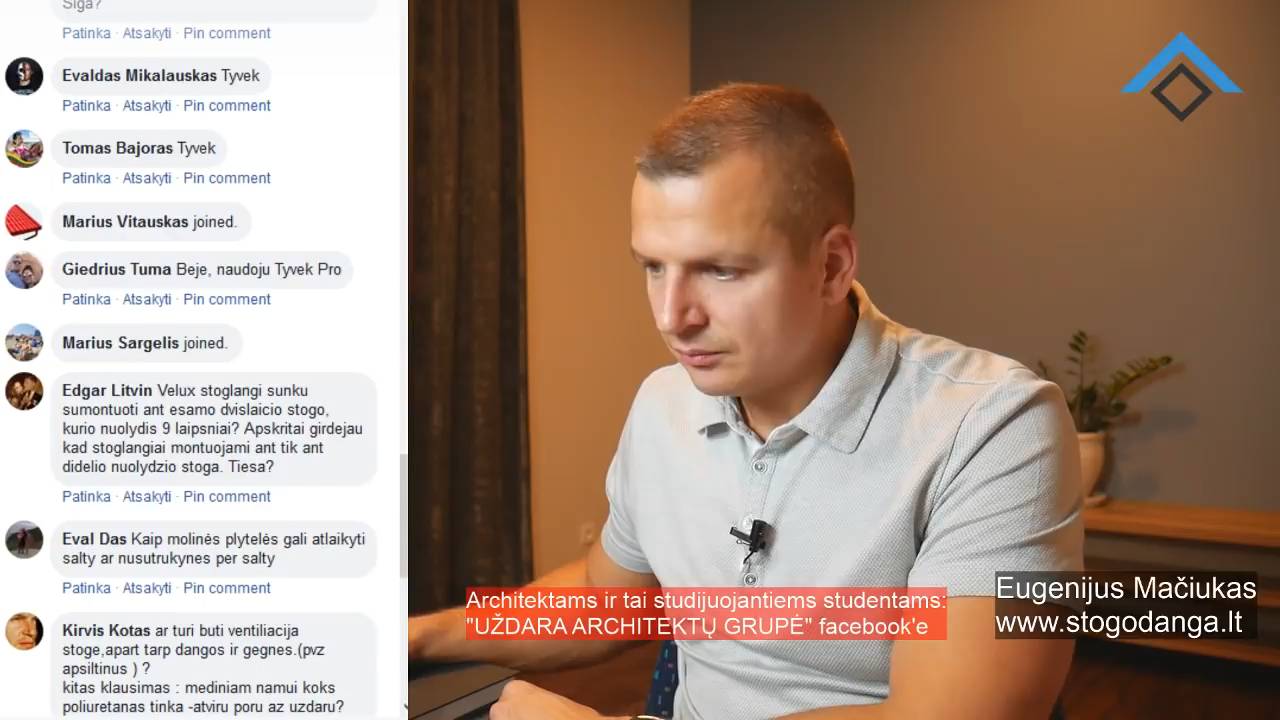 Siga?
Patinka · Atsakyti · Pin comment
Evaldas Mikalauskas Tyvek
Patinka · Atsakyti · Pin comment
Tomas Bajoras Tyvek
Patinka · Atsakyti · Pin comment
Marius Vitauskas joined.
Giedrius Tuma Beje, naudoju Tyvek Pro
Patinka · Atsakyti · Pin comment
Marius Sargelis joined.
Edgar Litvin Velux stoglangi sunku
sumontuoti ant esamo dvislaicio stogo,
kurio nuolydis 9 laipsniai? Apskritai girdejau
kad stoglangiai montuojami ant tik ant
didelio nuolydzio stoga. Tiesa?
Patinka · Atsakyti · Pin comment
Eval Das Kaip molinės plytelės gali atlaikyti
salty ar nusutrukynes per salty
Patinka · Atsakyti · Pin comment
Kirvis Kotas ar turi buti ventiliacija
stoge,apart tarp dangos ir gegnes.(pvz
apsiltinus ) ?
kitas klausimas : mediniam namui koks
poliuretanas tinka -atviru poru az uzdaru?
Architektams ir tai studijuojantiems studentams:
"UŽDARA ARCHITEKTŲ GRUPĖ" facebook'e
Eugenijus Mačiukas
www.stogodanga.lt